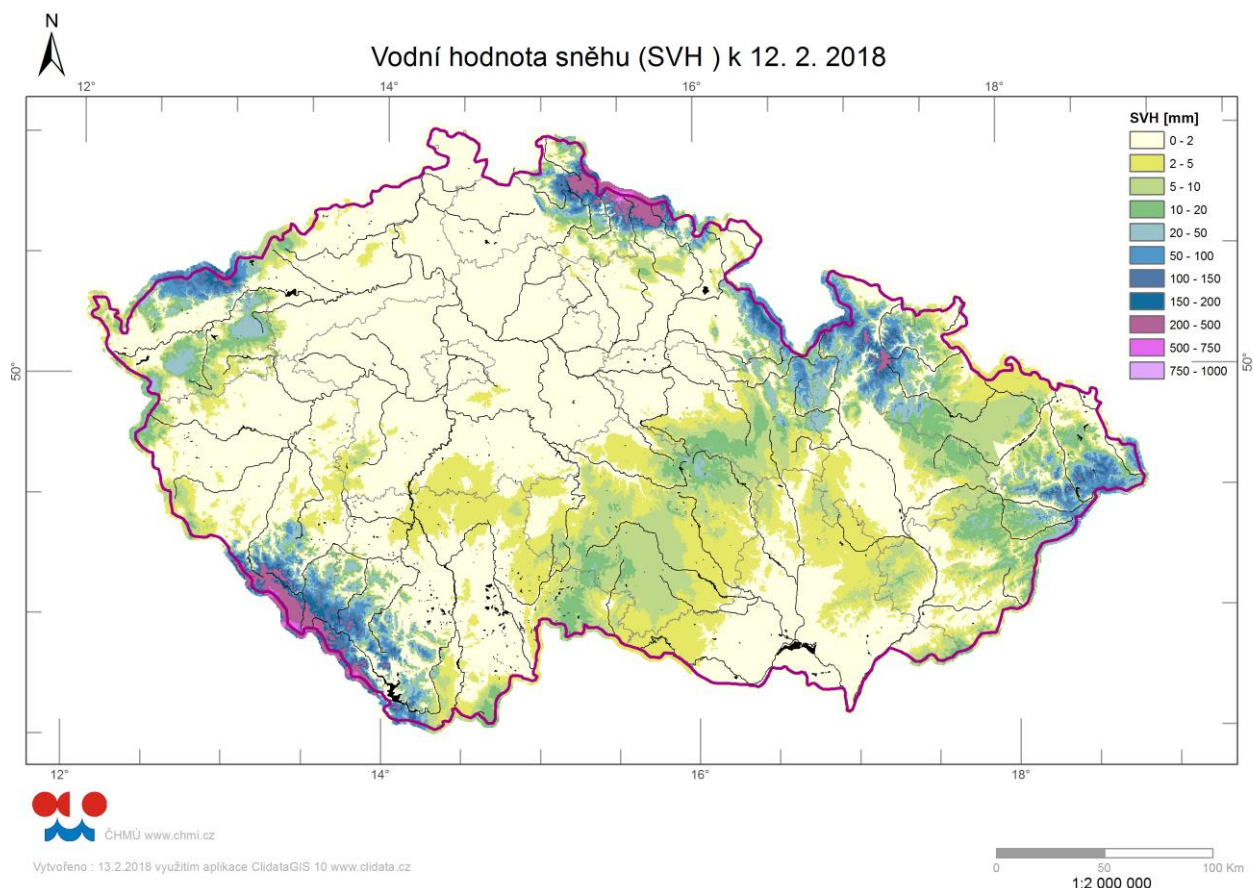 N
Vodní hodnota sněhu (SVH ) k 12. 2. 2018
12° 14° 16° 18°
SVH [mm]
0 - 2
2 - 5
5 - 10
10 - 20
20 - 50
50 - 100
100 - 150
150 - 200
200 - 500
500 - 750
750 - 1000
50° 50°
12° 14° 16° 18°
ČHMÚ www.chmi.cz
Vytvořeno : 13.2.2018 využitím aplikace ClidataGIS 10 www.clidata.cz
0 50 100 Km
1:2 000 000